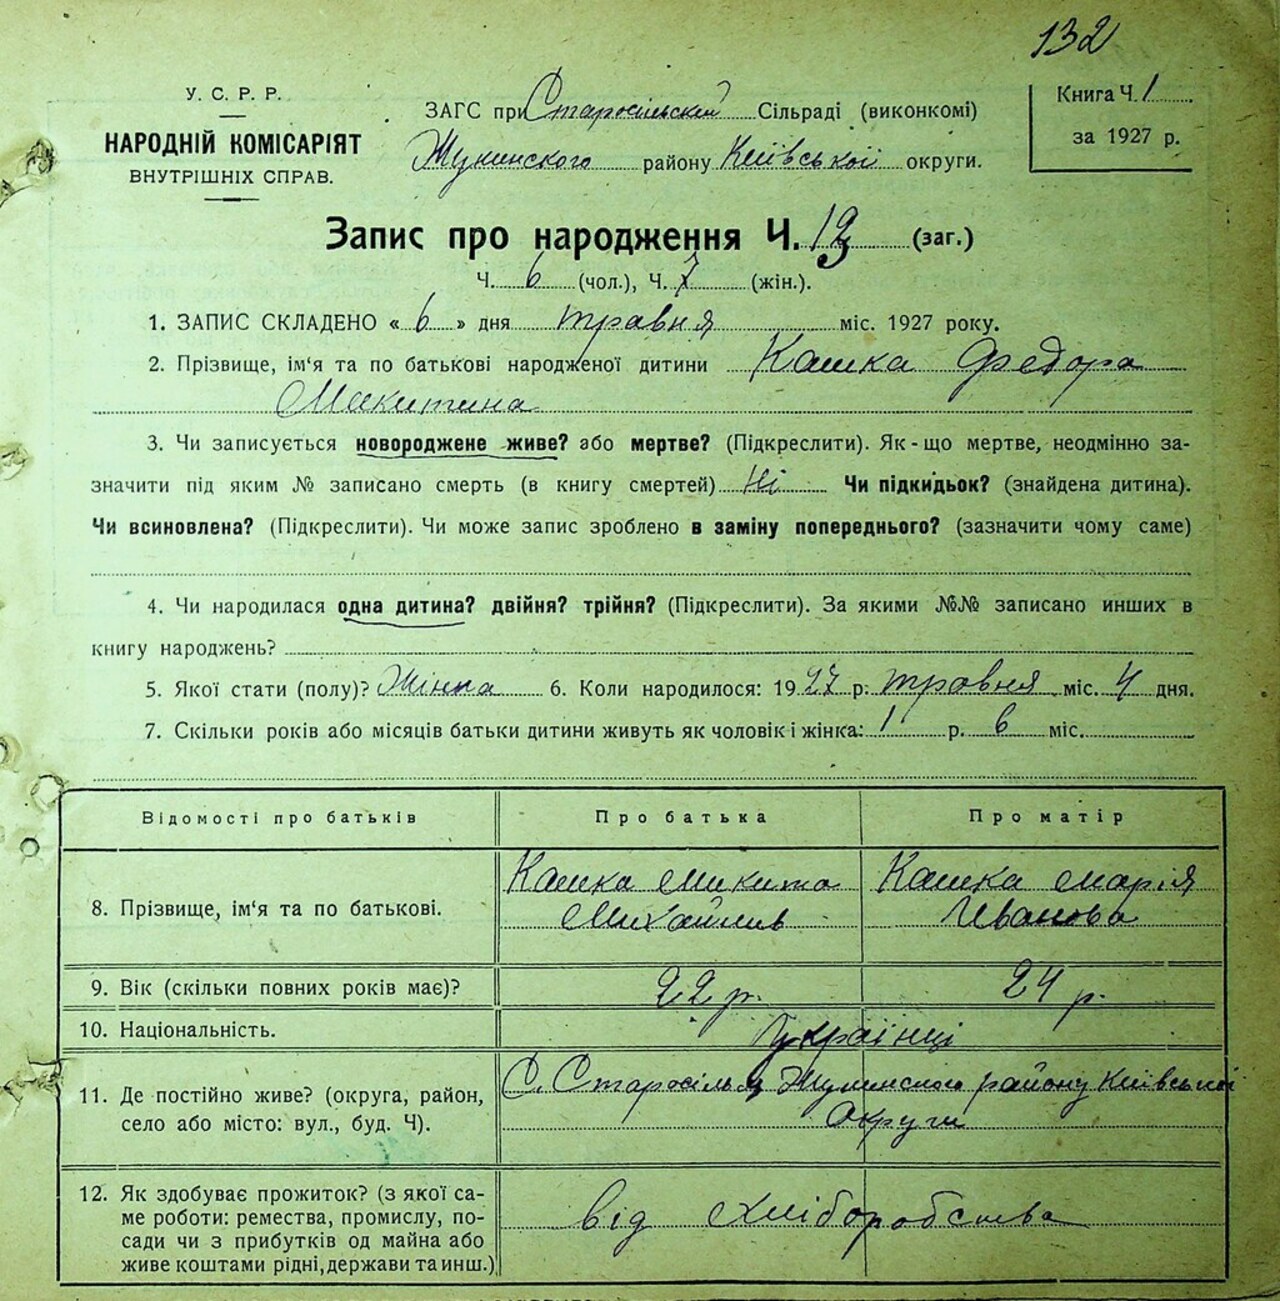 132
У. С. Р. Р.
НАРОДНІЙ КОМІСАРІЯТ
ВНУТРІШНІХ СПРАВ.
ЗАГС при Старосільскій Сільраді (виконкомі)
району Київської округи.
Книга Ч. 1
за 1927 р.
Запис про народження Ч. 13 (заг.)
Ч. 6 (чол.), Ч. 7 (жін.).
1. ЗАПИС СКЛАДЕНО « 6 » дня травня міс. 1927 року.
2. Прізвище, ім'я та по батькові народженої дитини Кашка Федора
Микитина
3. Чи записується новороджене живе? або мертве? (Підкреслити). Як-що мертве, неодмінно за-
значити під яким № записано смерть (в книгу смертей) Ні Чи підкидьок? (знайдена дитина).
Чи всиновлена? (Підкреслити). Чи може запис зроблено в заміну попереднього? (зазначити чому саме)
4. Чи народилася одна дитина? двійня? трійня? (Підкреслити). За якими №№ записано инших в
книгу народжень?
5. Якої стати (полу)? Жінка 6. Коли народилося: 1927 р. травня міс. 4 дня.
7. Скільки років або місяців батьки дитини живуть як чоловік і жінка: 1 р. 6 міс.
Відомості про батьків Про батька Про матір
8. Прізвище, ім'я та по батькові. Кашка Микита Кашка Марія
Михайлив Иванова
9. Вік (скільки повних років має)? 22 р. 24 р.
10. Національність. Українці
11. Де постійно живе? (округа, район, С. району Київської
село або місто: вул., буд. Ч). Округи
12. Як здобуває прожиток? (з якої са-
ме роботи: ремества, промислу, по- від хліборобства
сади чи з прибутків од майна або
живе коштами рідні, держави та инш.)